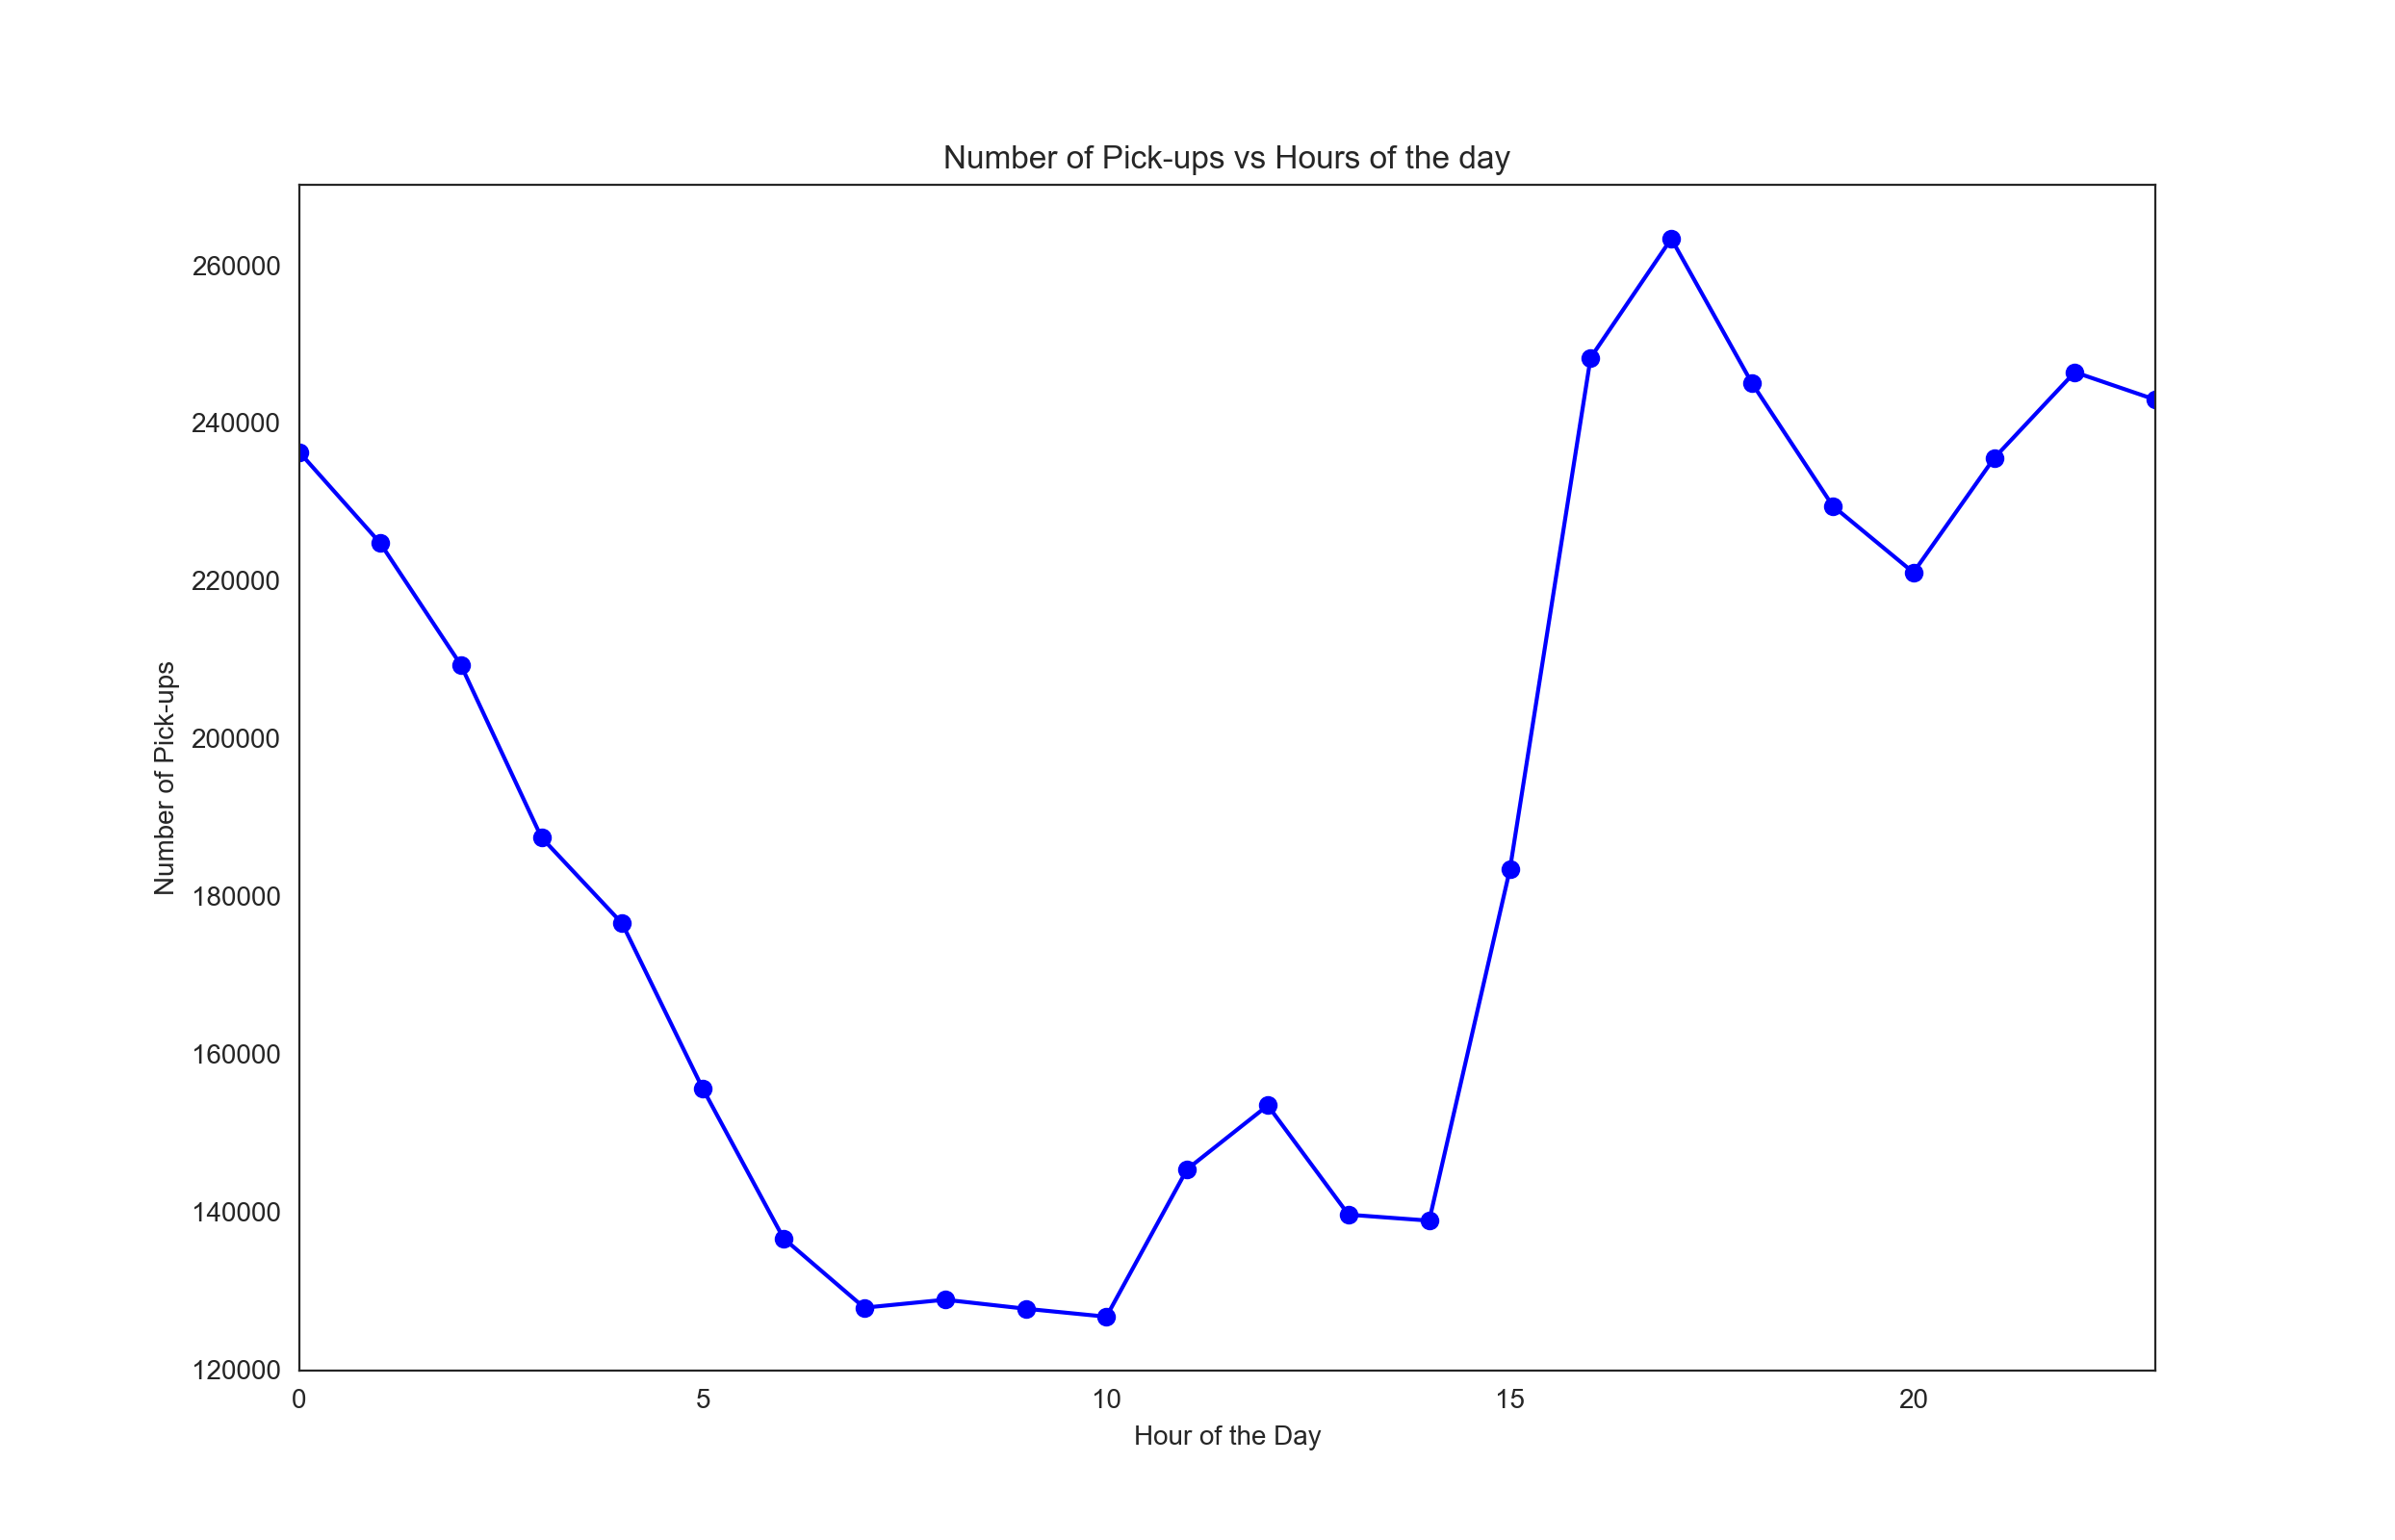 Number of Pick-ups vs Hours of the day
260000
240000
220000
200000
180000
160000
140000
120000
Number of Pick-ups
0 5 10 15 20
Hour of the Day